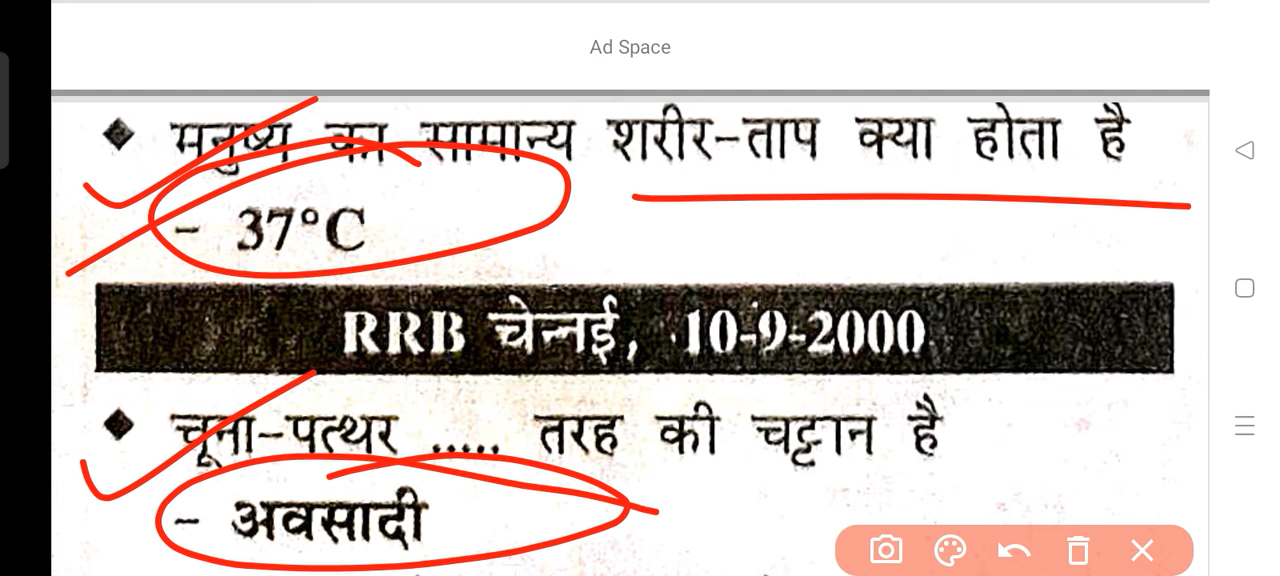 Ad Space
◆ मनुष्य का सामान्य शरीर-ताप क्या होता है
- 37°C
RRB चेन्नई, 10-9-2000
◆ चूना-पत्थर ..... तरह की चट्टान है
- अवसादी